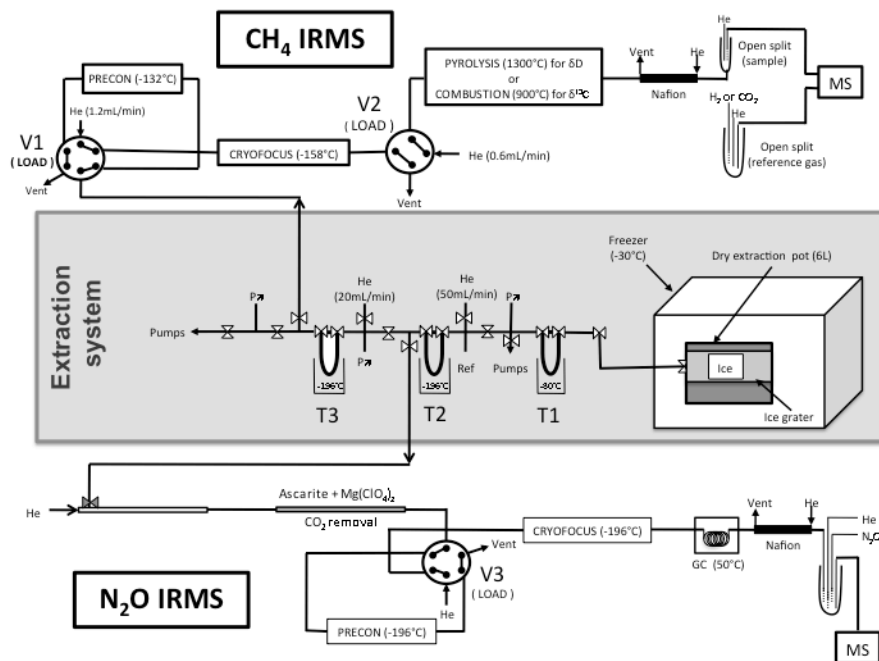 CH4 IRMS
PRECON (-132°C)
He (1.2mL/min)
V1
( LOAD )
Vent
CRYOFOCUS (-158°C)
V2
( LOAD )
He (0.6mL/min)
Vent
PYROLYSIS (1300°C) for δD
or
COMBUSTION (900°C) for δ13C
Vent
He
Nafion
He
Open split
(sample)
MS
H2 or CO2
He
Open split
(reference gas)
Extraction
system
Pumps
P↗
He
(20mL/min)
P↗
He
(50mL/min)
Ref
P↗
Pumps
-196°C
T3
-196°C
T2
-80°C
T1
Freezer
(-30°C)
Dry extraction pot (6L)
Ice
Ice grater
He
Ascarite + Mg(ClO4)2
CO2 removal
CRYOFOCUS (-196°C)
Vent
V3
( LOAD )
He
PRECON (-196°C)
GC (50°C)
Vent
He
Nafion
He
N2O
MS
N2O IRMS